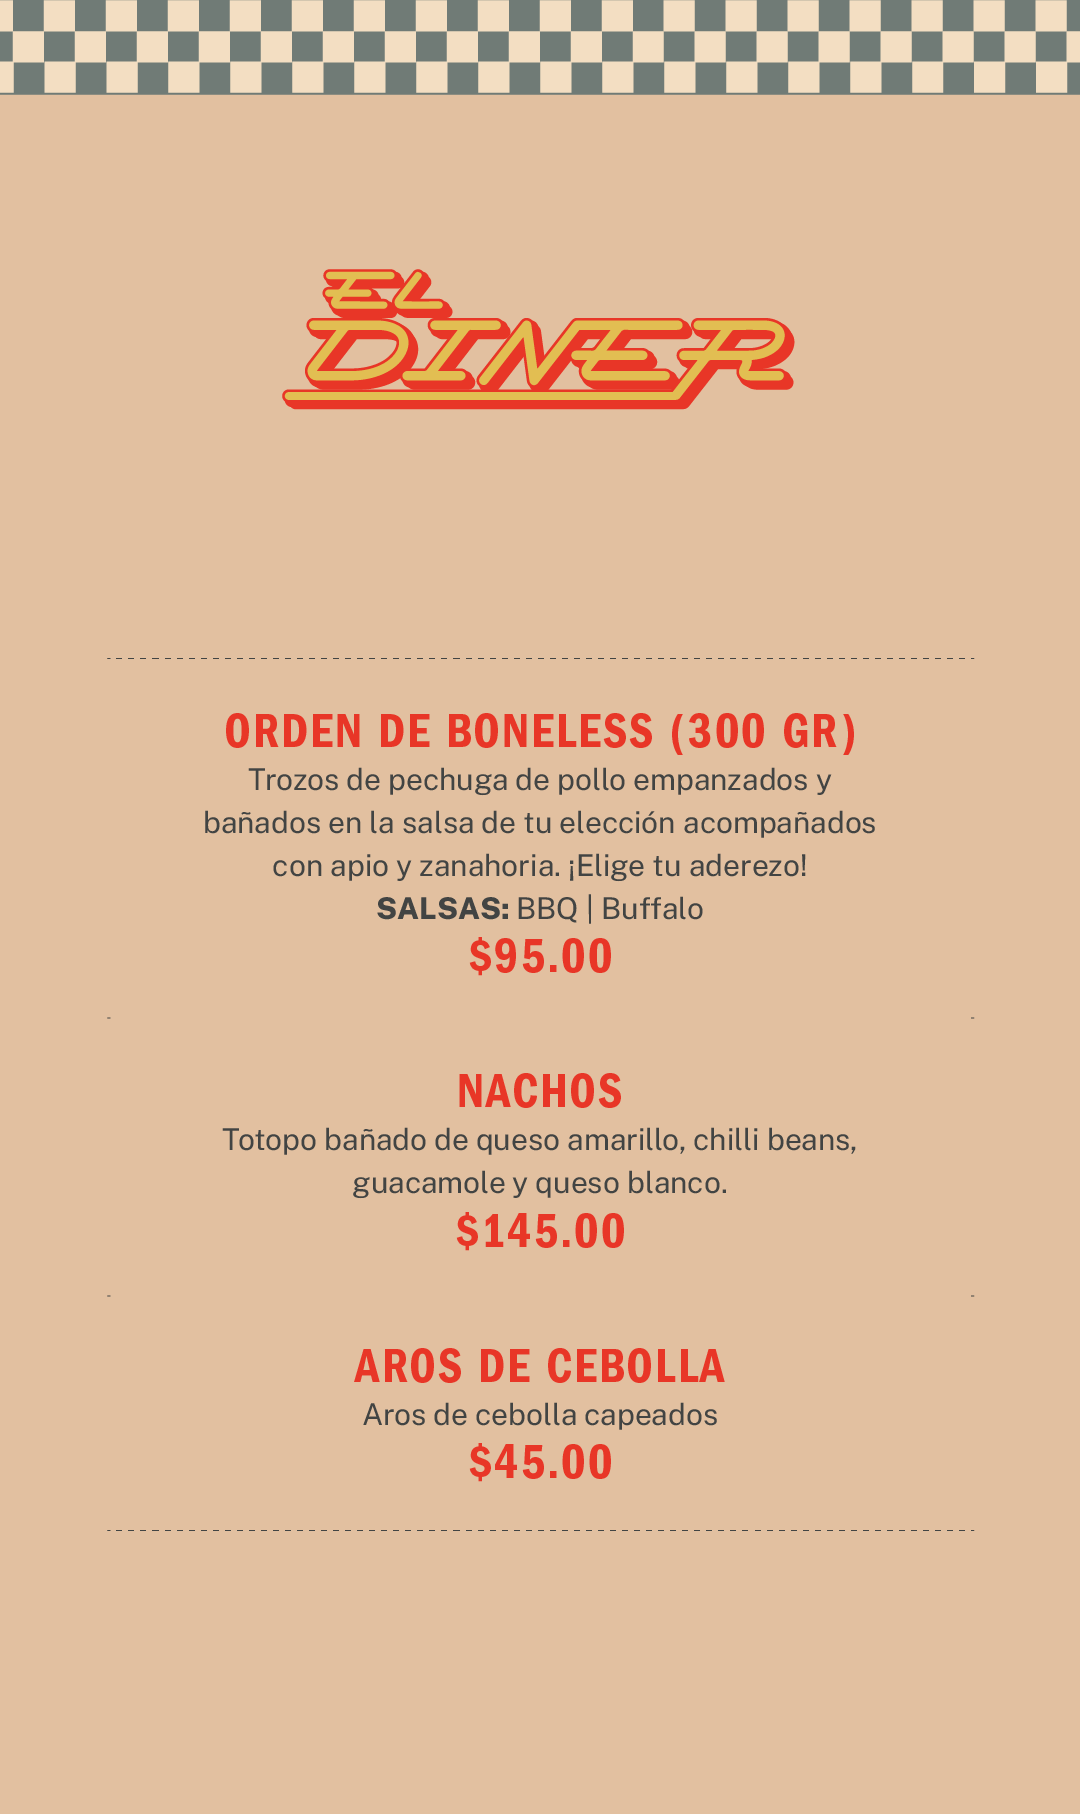 EL
DINER
ORDEN DE BONELESS (300 GR)
Trozos de pechuga de pollo empanzados y
bañados en la salsa de tu elección acompañados
con apio y zanahoria. ¡Elige tu aderezo!
SALSAS: BBQ | Buffalo
$95.00
NACHOS
Totopo bañado de queso amarillo, chilli beans,
guacamole y queso blanco.
$145.00
AROS DE CEBOLLA
Aros de cebolla capeados
$45.00